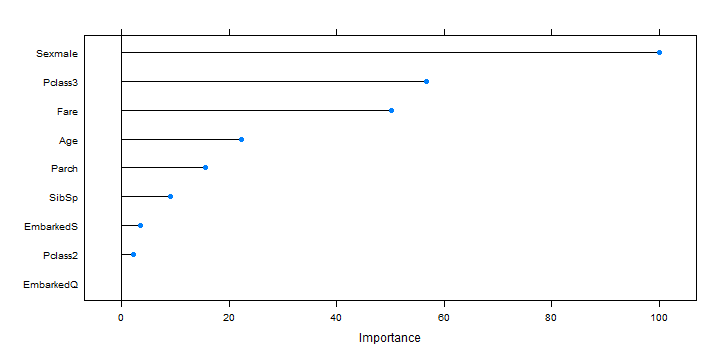 Sexmale
Pclass3
Fare
Age
Parch
SibSp
EmbarkedS
Pclass2
EmbarkedQ
0 20 40 60 80 100
Importance